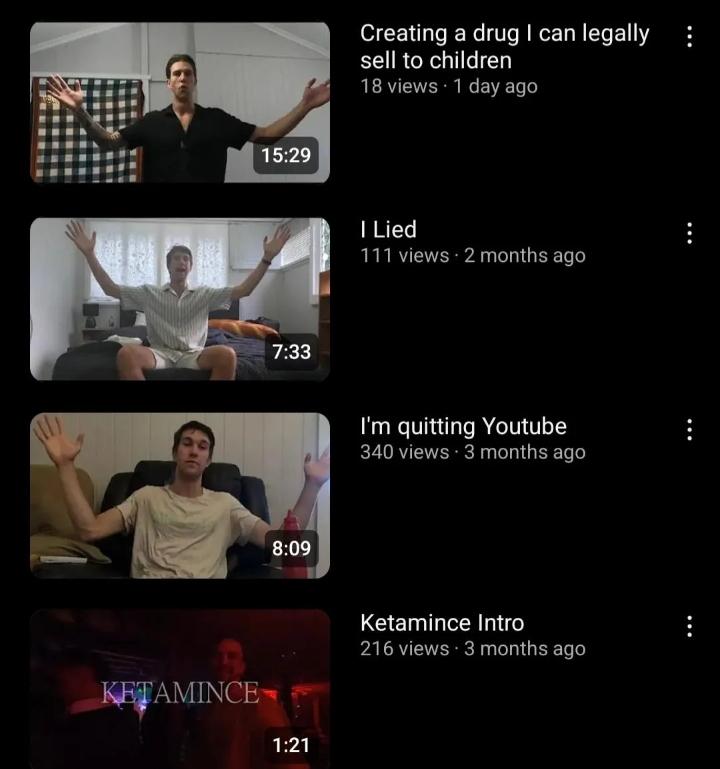 Creating a drug I can legally
sell to children
18 views · 1 day ago
15:29
I Lied
111 views · 2 months ago
7:33
I'm quitting Youtube
340 views · 3 months ago
8:09
Ketamince Intro
216 views · 3 months ago
KETAMINCE
1:21